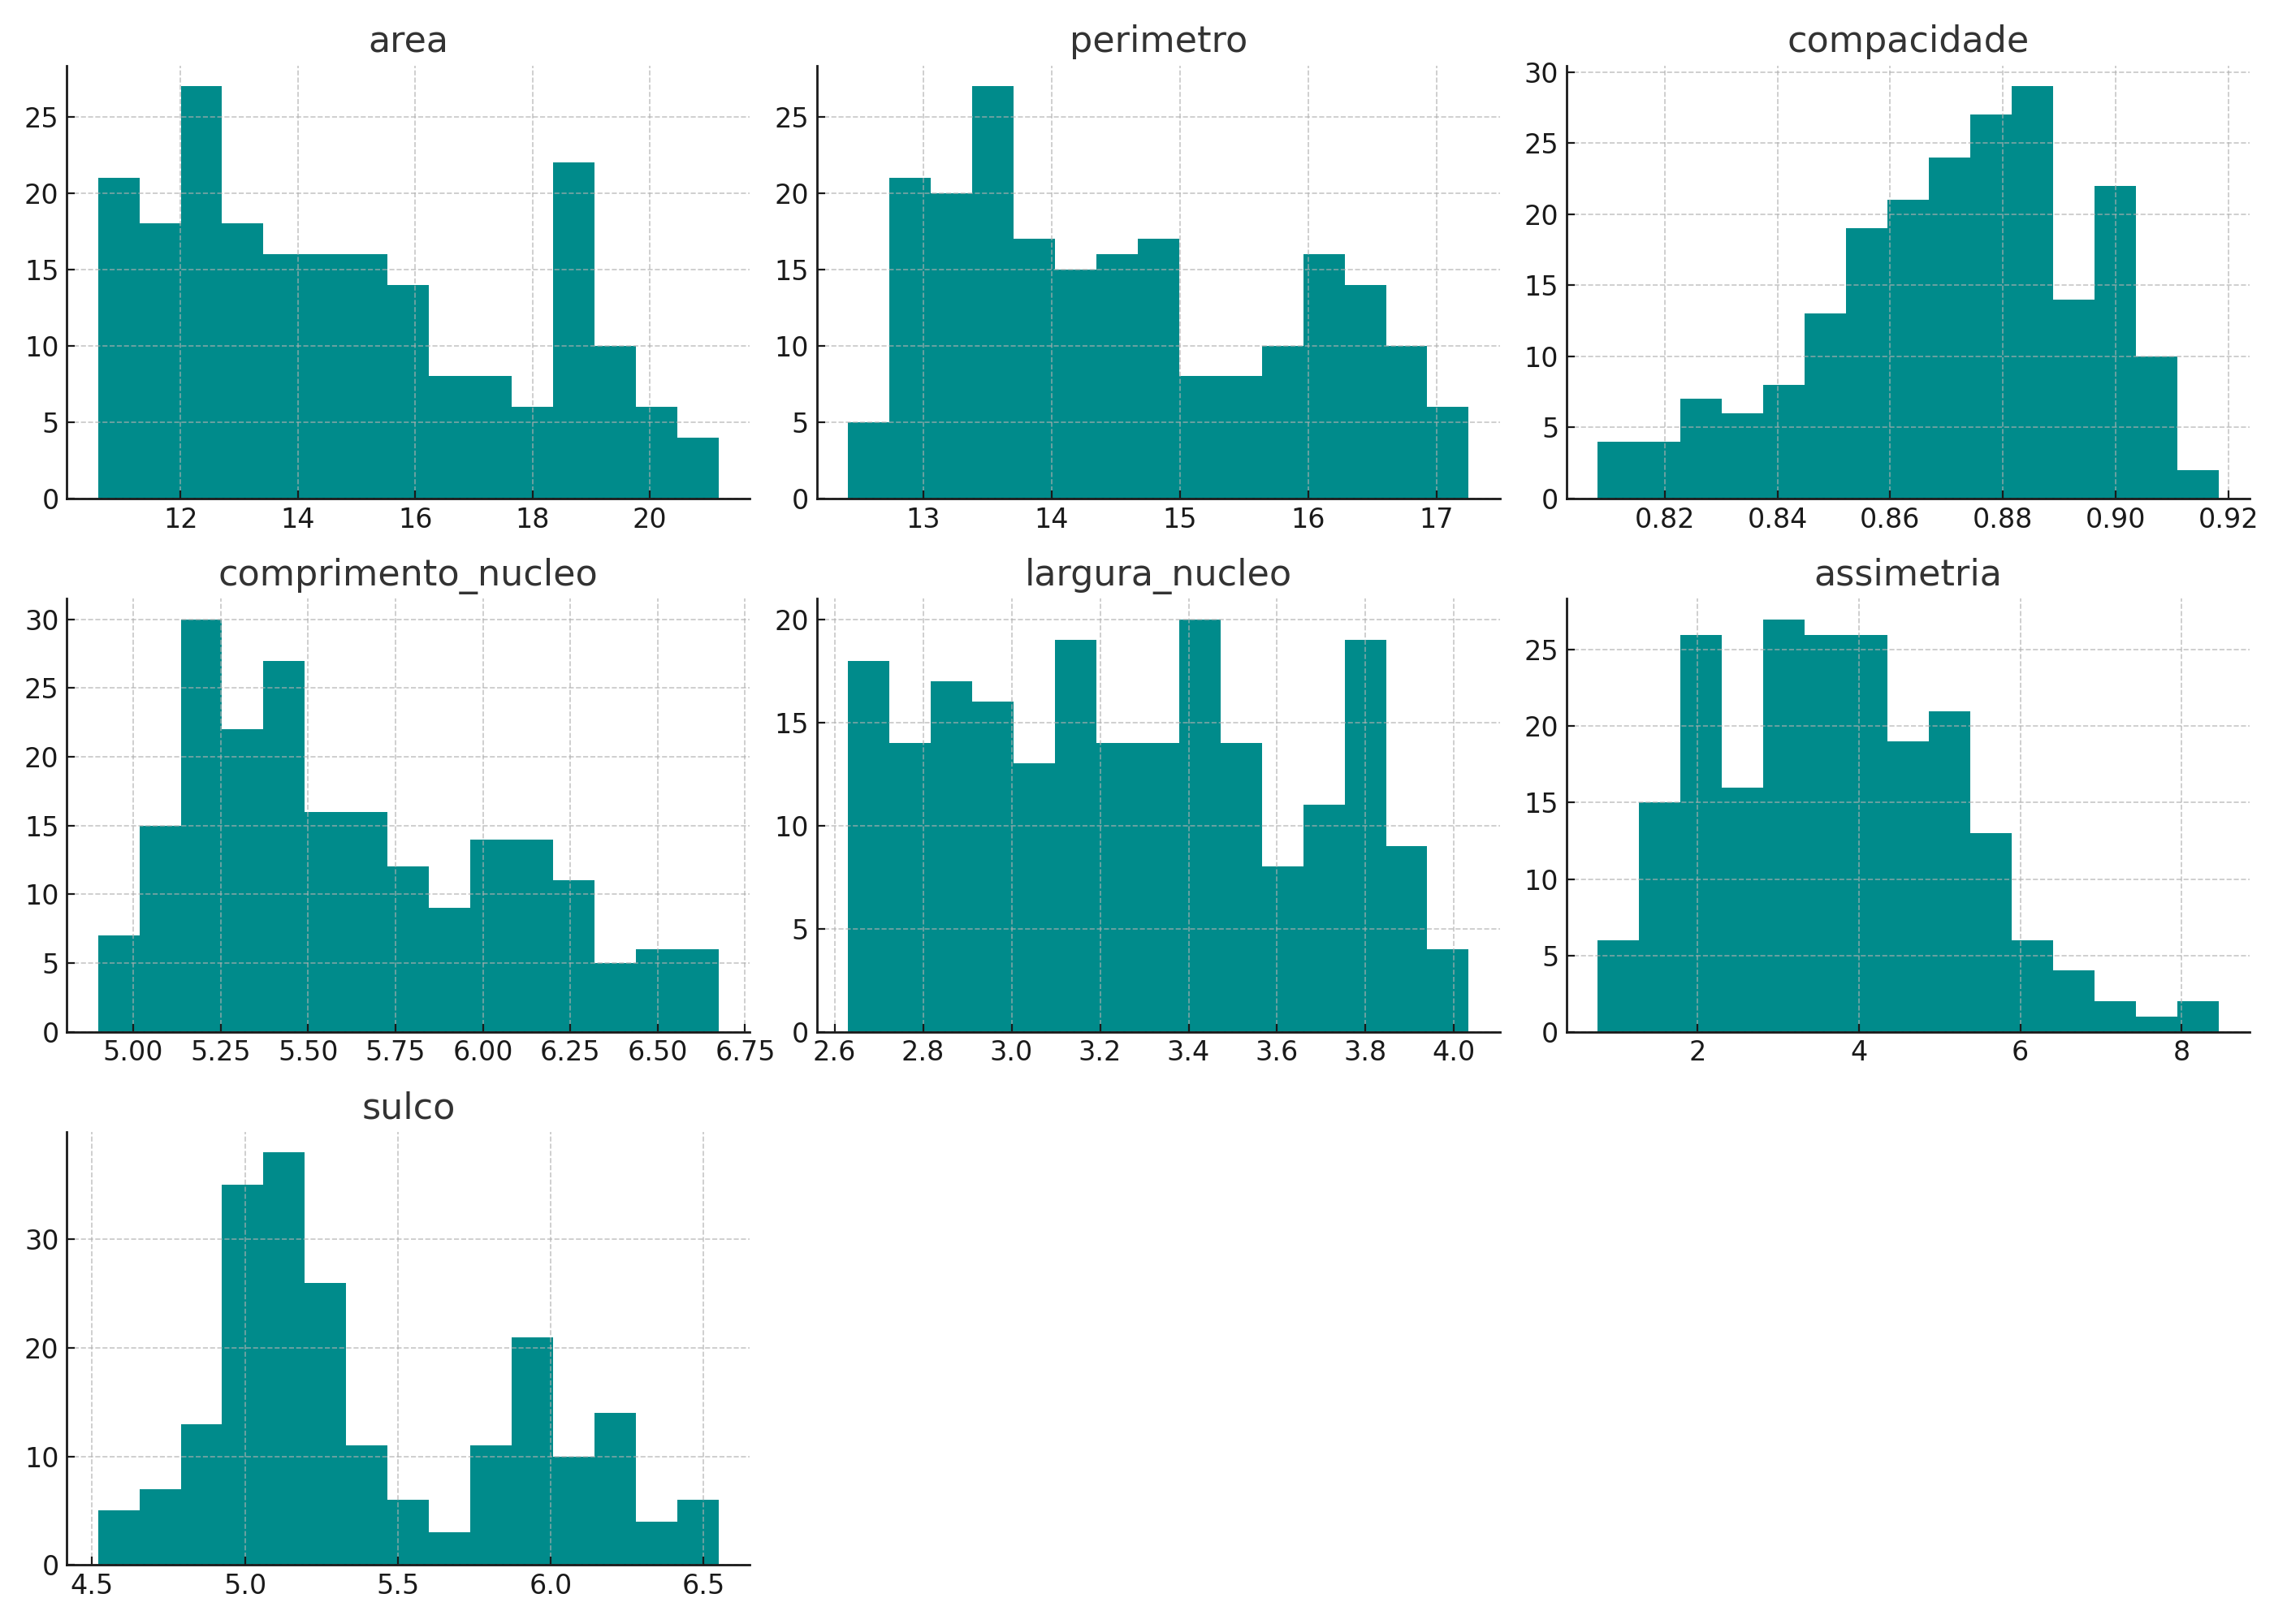 area
25
20
15
10
5
0
12 14 16 18 20
perimetro
25
20
15
10
5
0
13 14 15 16 17
compacidade
30
25
20
15
10
5
0
0.82 0.84 0.86 0.88 0.90 0.92
comprimento_nucleo
30
25
20
15
10
5
0
5.00 5.25 5.50 5.75 6.00 6.25 6.50 6.75
largura_nucleo
20
15
10
5
0
2.6 2.8 3.0 3.2 3.4 3.6 3.8 4.0
assimetria
25
20
15
10
5
0
2 4 6 8
sulco
30
20
10
0
4.5 5.0 5.5 6.0 6.5